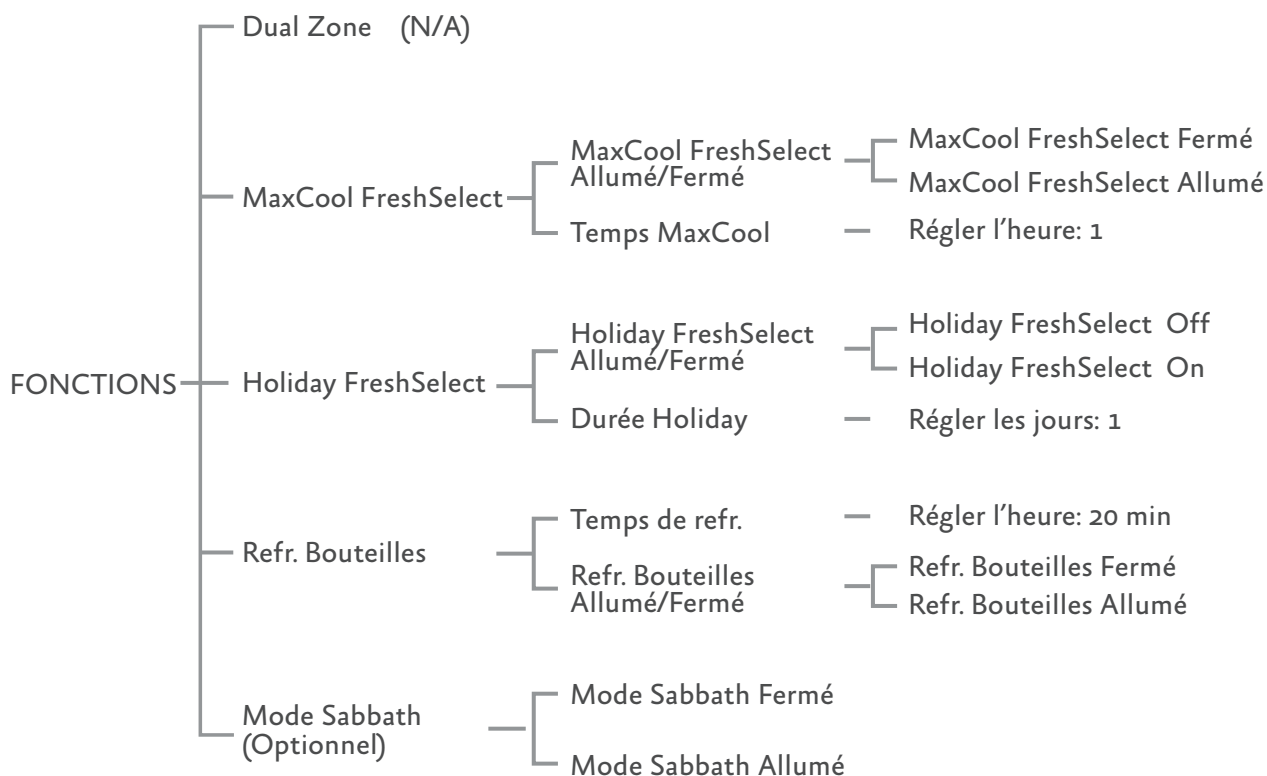 Dual Zone (N/A)
MaxCool FreshSelect
MaxCool FreshSelect
Allumé/Fermé
MaxCool FreshSelect Fermé
MaxCool FreshSelect Allumé
Temps MaxCool
Régler l'heure: 1
FONCTIONS
Holiday FreshSelect
Holiday FreshSelect
Allumé/Fermé
Holiday FreshSelect Off
Holiday FreshSelect On
Durée Holiday
Régler les jours: 1
Refr. Bouteilles
Temps de refr.
Régler l'heure: 20 min
Refr. Bouteilles
Allumé/Fermé
Refr. Bouteilles Fermé
Refr. Bouteilles Allumé
Mode Sabbath
(Optionnel)
Mode Sabbath Fermé
Mode Sabbath Allumé